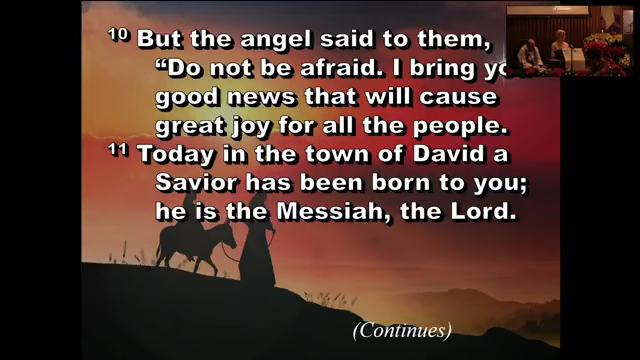 10 But the angel said to them,
“Do not be afraid. I bring
good news that will cause
great joy for all the people.
11 Today in the town of David a
Savior has been born to you;
he is the Messiah, the Lord.
(Continues)